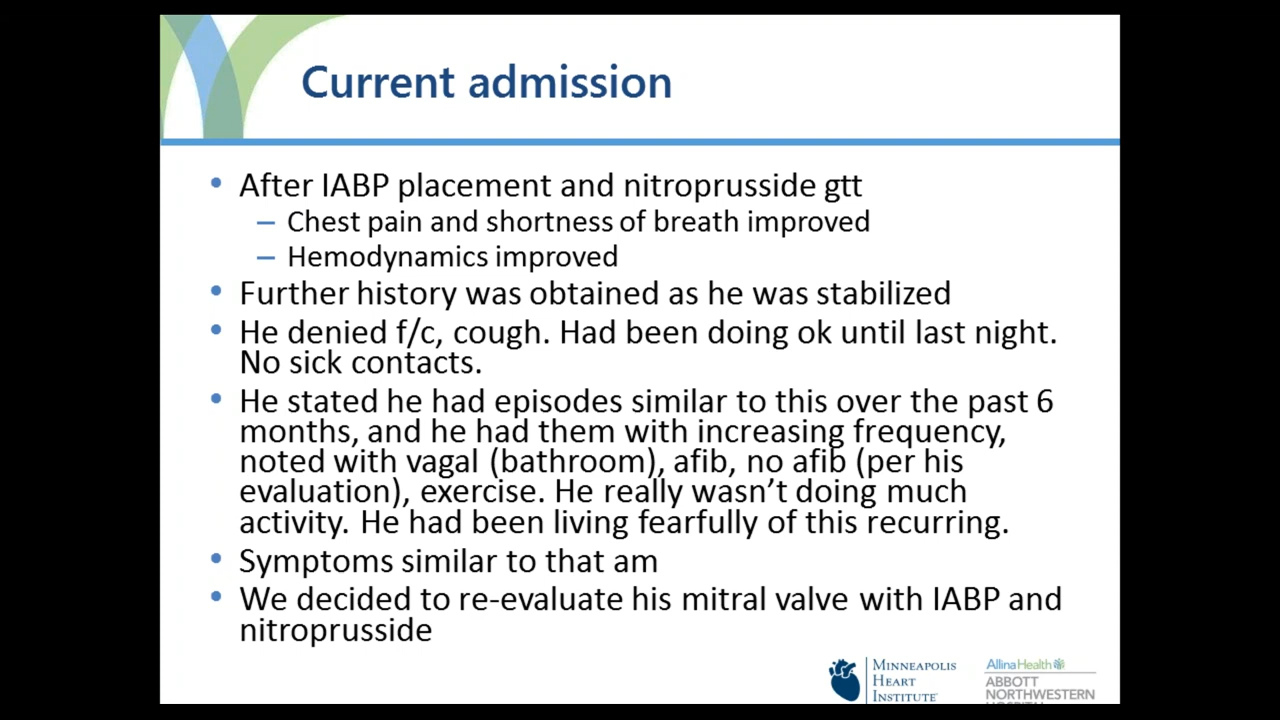 Current admission
• After IABP placement and nitroprusside gtt
– Chest pain and shortness of breath improved
– Hemodynamics improved
• Further history was obtained as he was stabilized
• He denied f/c, cough. Had been doing ok until last night.
No sick contacts.
• He stated he had episodes similar to this over the past 6
months, and he had them with increasing frequency,
noted with vagal (bathroom), afib, no afib (per his
evaluation), exercise. He really wasn't doing much
activity. He had been living fearfully of this recurring.
• Symptoms similar to that am
• We decided to re-evaluate his mitral valve with IABP and
nitroprusside
MINNEAPOLIS
HEART
INSTITUTE
Allina Health
ABBOTT
NORTHWESTERN
HOSPITAL